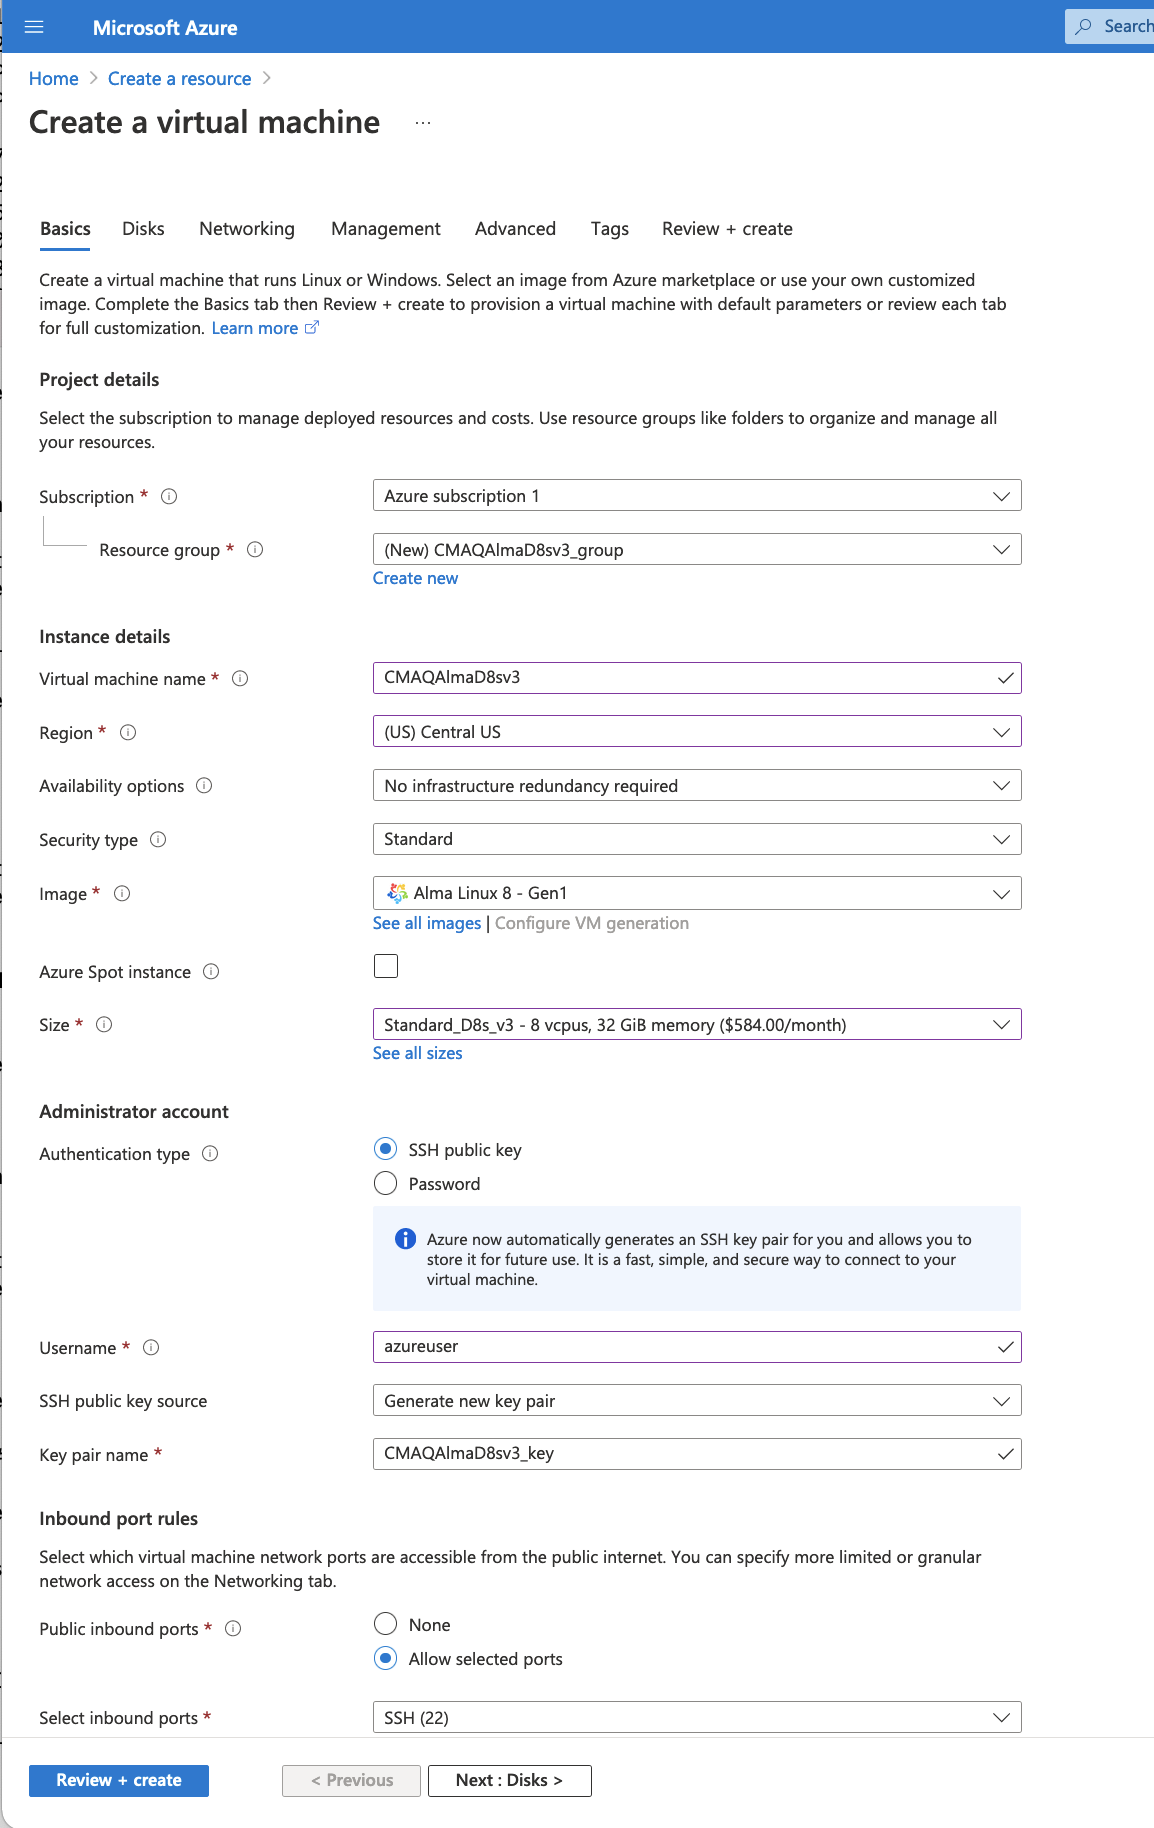 Microsoft Azure
Search
Home > Create a resource >
Create a virtual machine ...
Basics Disks Networking Management Advanced Tags Review + create
Create a virtual machine that runs Linux or Windows. Select an image from Azure marketplace or use your own customized
image. Complete the Basics tab then Review + create to provision a virtual machine with default parameters or review each tab
for full customization. Learn more
Project details
Select the subscription to manage deployed resources and costs. Use resource groups like folders to organize and manage all
your resources.
Subscription * Azure subscription 1
Resource group * (New) CMAQAlmaD8sv3_group
Create new
Instance details
Virtual machine name * CMAQAlmaD8sv3
Region * (US) Central US
Availability options No infrastructure redundancy required
Security type Standard
Image * Alma Linux 8 - Gen1
See all images | Configure VM generation
Azure Spot instance
Size * Standard_D8s_v3 - 8 vcpus, 32 GiB memory ($584.00/month)
See all sizes
Administrator account
Authentication type SSH public key
Password
Azure now automatically generates an SSH key pair for you and allows you to
store it for future use. It is a fast, simple, and secure way to connect to your
virtual machine.
Username * azureuser
SSH public key source Generate new key pair
Key pair name * CMAQAlmaD8sv3_key
Inbound port rules
Select which virtual machine network ports are accessible from the public internet. You can specify more limited or granular
network access on the Networking tab.
Public inbound ports * None
Allow selected ports
Select inbound ports * SSH (22)
Review + create < Previous Next : Disks >